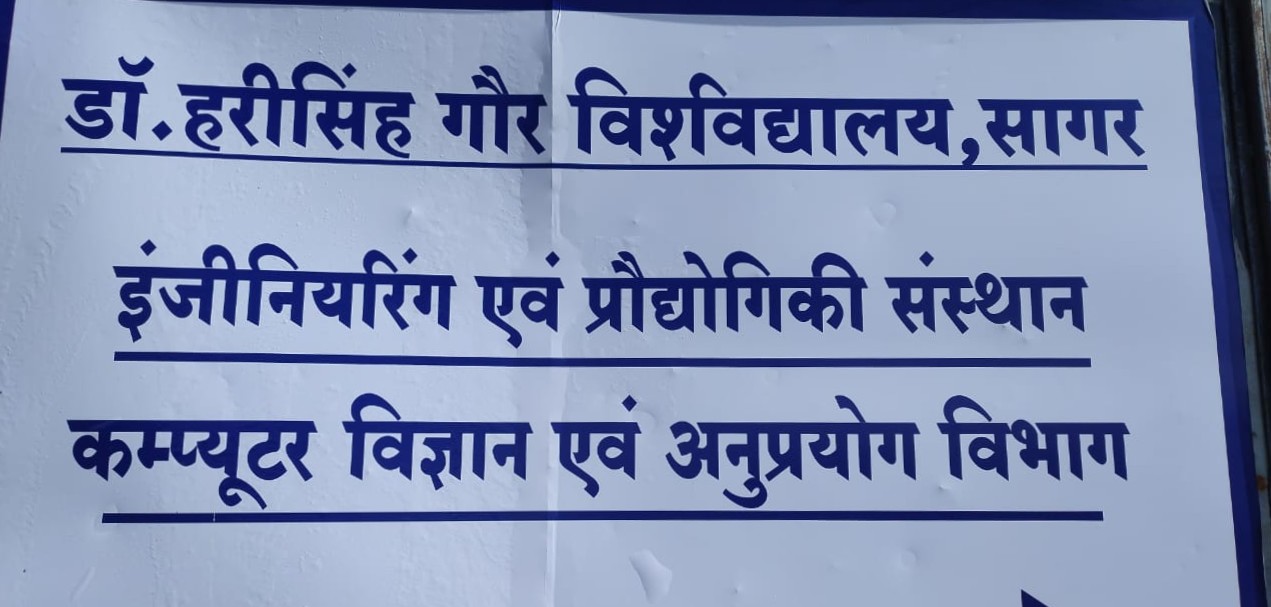 डॉ.हरीसिंह गौर विश्वविद्यालय,सागर
इंजीनियरिंग एवं प्रौद्योगिकी संस्थान
कम्प्यूटर विज्ञान एवं अनुप्रयोग विभाग